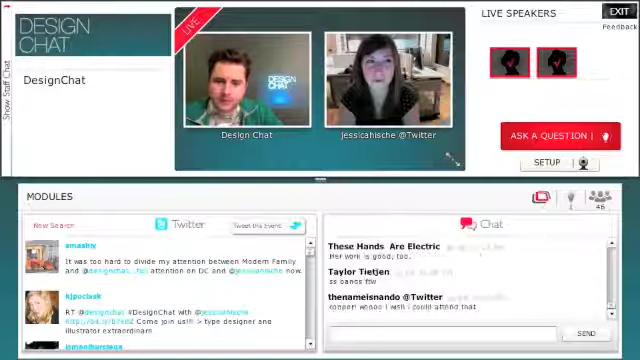 DESIGN
CHAT
LIVE
LIVE SPEAKERS
EXIT
Feedback
Show Staff Chat
DesignChat
DESIGN
CHAT
Design Chat
jessicahische @Twitter
ASK A QUESTION |
SETUP |
MODULES
1
46
New Search
Twitter
Tweet this Event
Chat
It was too hard to divide my attention between Modern Family
and @designchat attention on DC and @jessicahische now.
kjpoclask
RT @designchat #DesignChat with @jessicahische
Come join us!!! > type designer and
illustrator extraordinaire
These Hands Are Electric
Her work is good, too.
Taylor Tietjen
ss bands ftw
thenameisnando @Twitter
i wish i could attend that
SEND